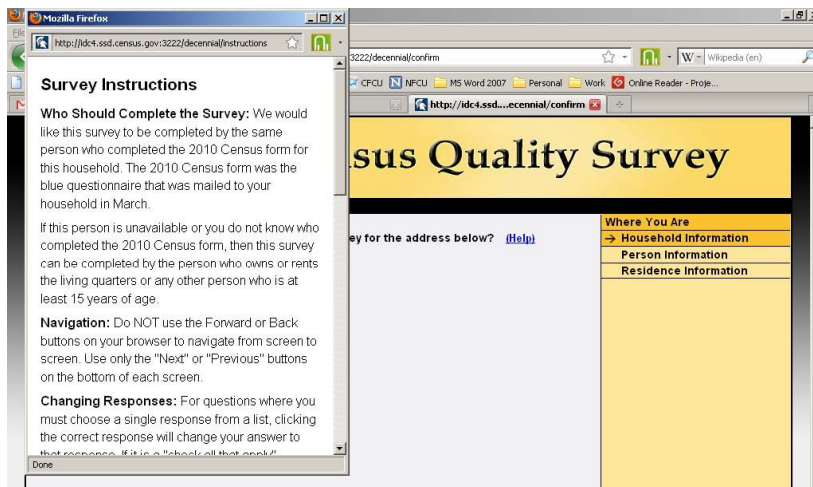 Mozilla Firefox
http://idc4.ssd.census.gov:3222/decennial/instructions
Survey Instructions
Who Should Complete the Survey: We would
like this survey to be completed by the same
person who completed the 2010 Census form for
this household. The 2010 Census form was the
blue questionnaire that was mailed to your
household in March.
If this person is unavailable or you do not know who
completed the 2010 Census form, then this survey
can be completed by the person who owns or rents
the living quarters or any other person who is at
least 15 years of age.
Navigation: Do NOT use the Forward or Back
buttons on your browser to navigate from screen to
screen. Use only the "Next" or "Previous" buttons
on the bottom of each screen.
Changing Responses: For questions where you
must choose a single response from a list, clicking
the correct response will change your answer to
that response. If it is a "check all that apply"
Done
3222/decennial/confirm
W Wikipedia (en)
CFCU N NFCU MS Word 2007 Personal Work Online Reader - Proje...
http://idc4.ssd....ecennial/confirm
sus Quality Survey
ey for the address below? (Help)
Where You Are
→ Household Information
Person Information
Residence Information